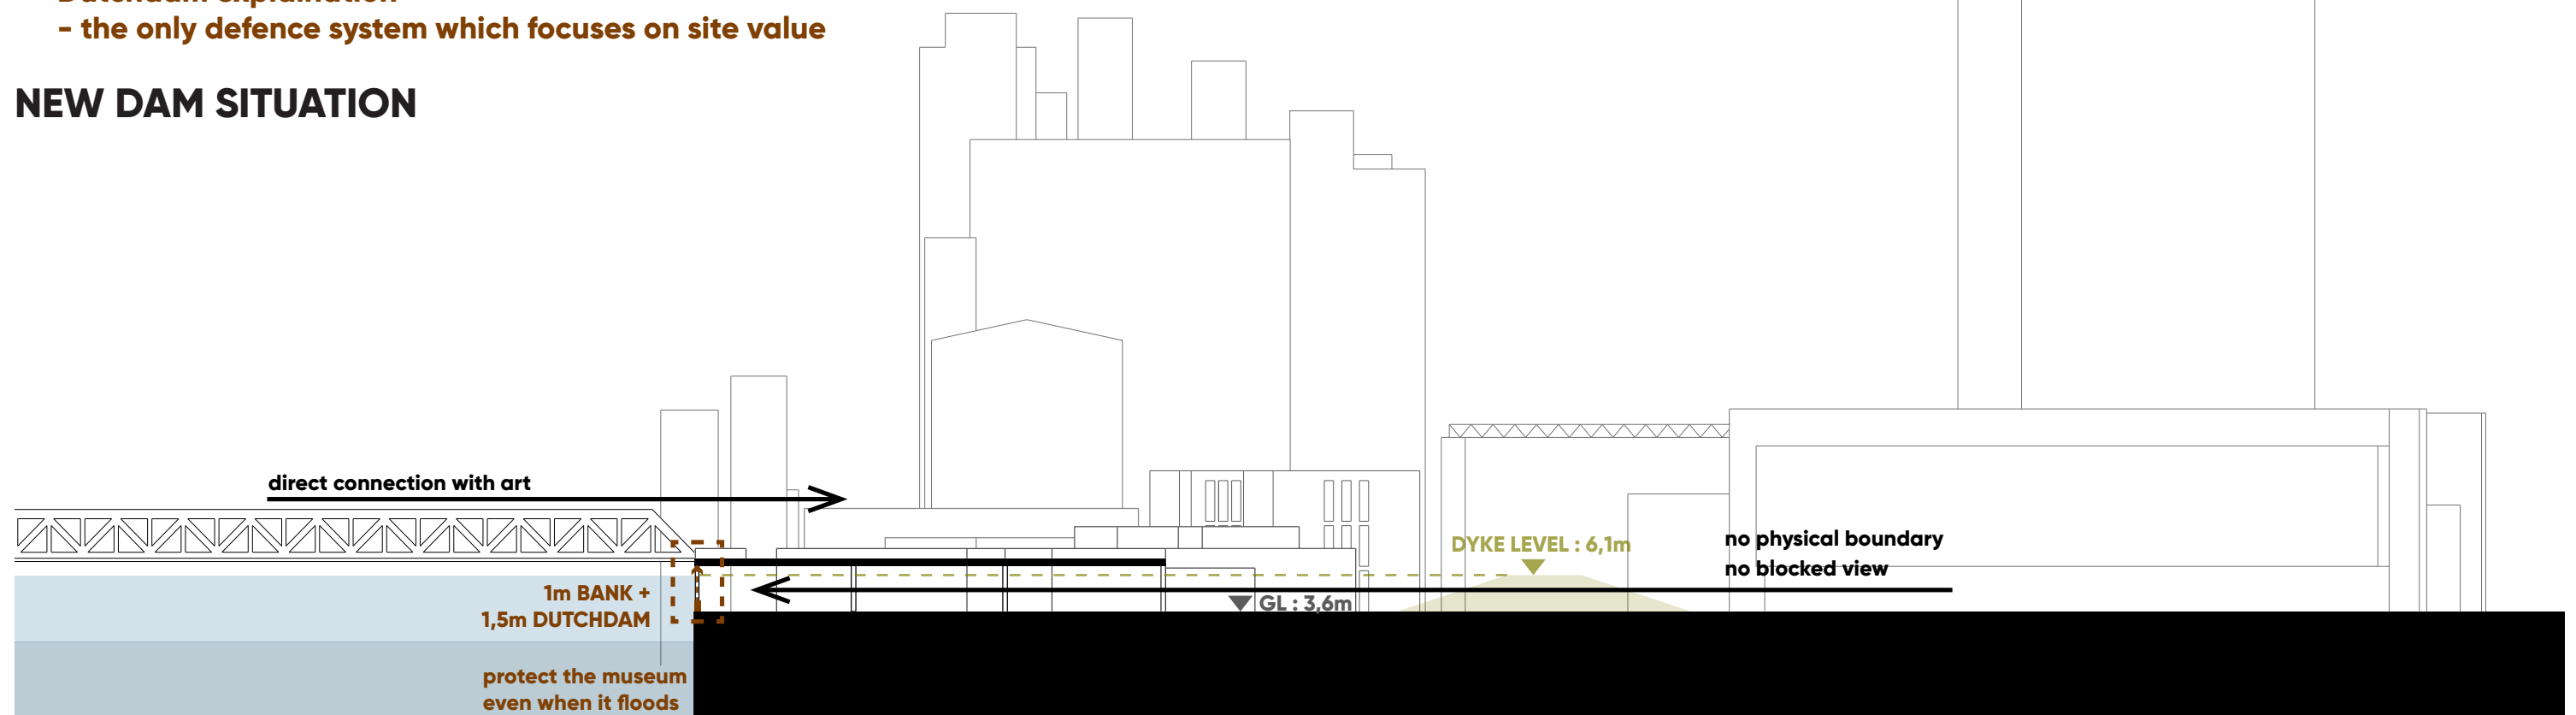 - the only defence system which focuses on site value
NEW DAM SITUATION
direct connection with art
DYKE LEVEL : 6,1m
no physical boundary
no blocked view
1m BANK +
1,5m DUTCHDAM
GL : 3,6m
protect the museum
even when it floods